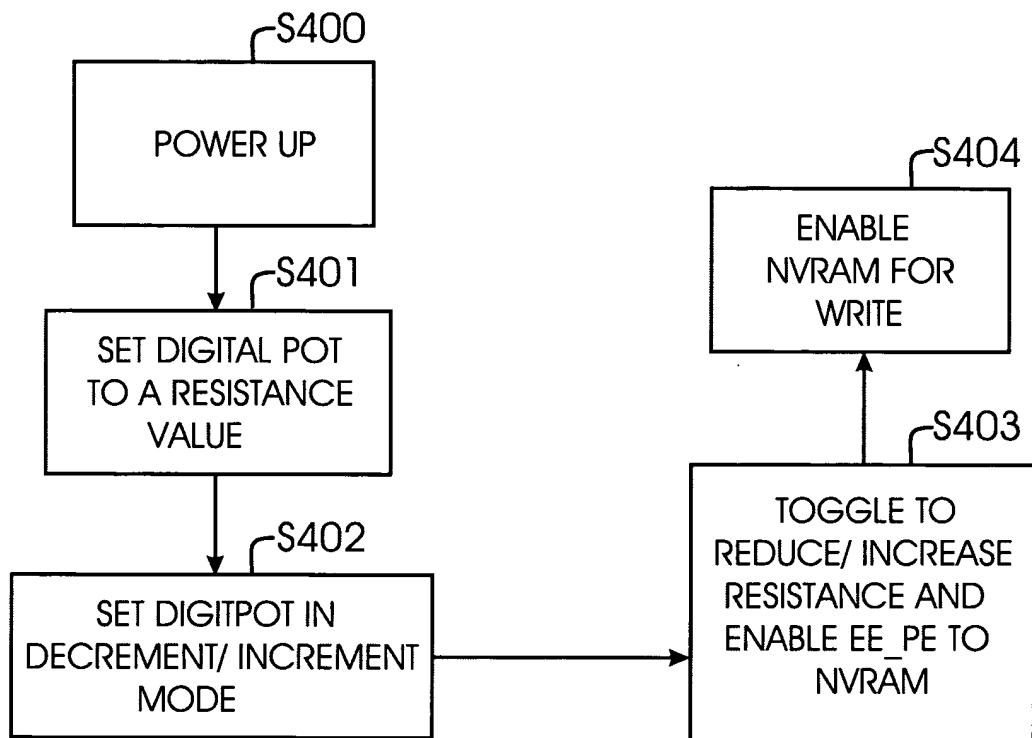 S400
POWER UP
S401
SET DIGITAL POT
TO A RESISTANCE
VALUE
S402
SET DIGITPOT IN
DECREMENT/ INCREMENT
MODE
S403
TOGGLE TO
REDUCE/ INCREASE
RESISTANCE AND
ENABLE EE_PE TO
NVRAM
S404
ENABLE
NVRAM FOR
WRITE